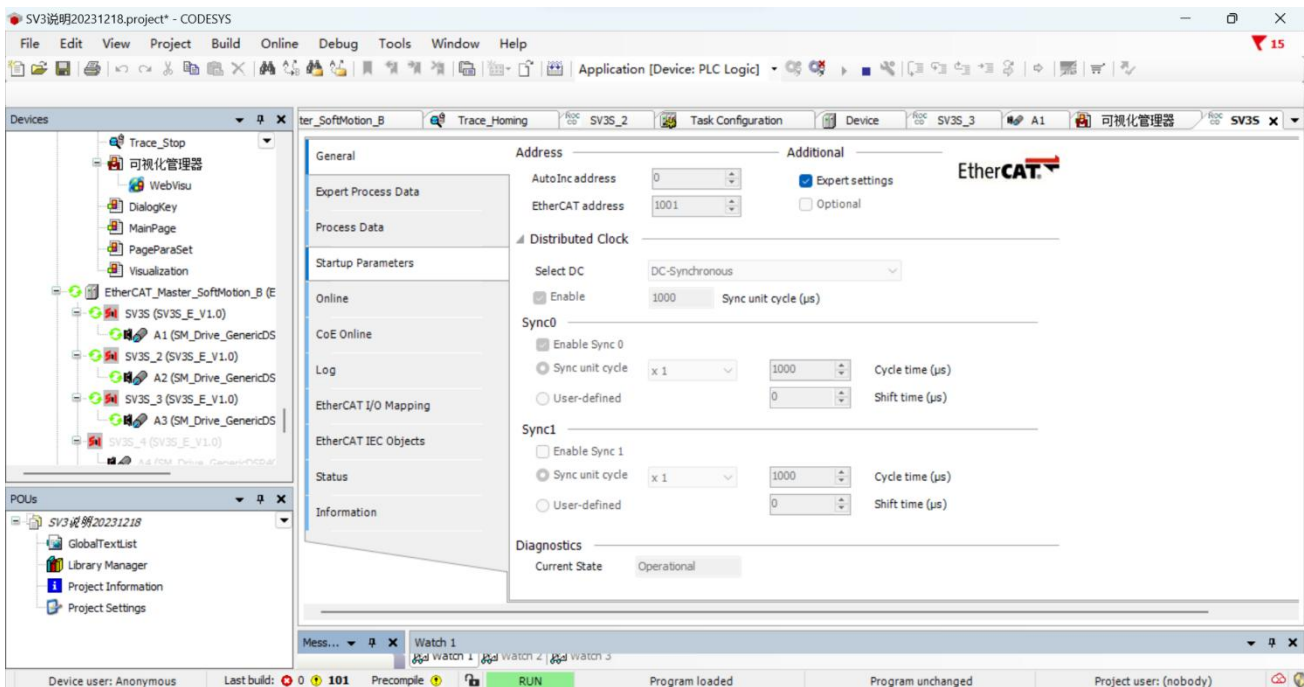 SV3说明20231218.project* - CODESYS
File Edit View Project Build Online Debug Tools Window Help
15
Application [Device: PLC Logic]
Devices
ter_SoftMotion_B Trace_Homing SV3S_2 Task Configuration Device SV3S_3 A1 可视化管理器 SV3S
Trace_Stop
可视化管理器
WebVisu
DialogKey
MainPage
PageParaSet
Visualization
EtherCAT_Master_SoftMotion_B (E
SV3S (SV3S_E_V1.0)
A1 (SM_Drive_GenericDS
SV3S_2 (SV3S_E_V1.0)
A2 (SM_Drive_GenericDS
SV3S_3 (SV3S_E_V1.0)
A3 (SM_Drive_GenericDS
SV3S_4 (SV3S_E_V1.0)
POUs
SV3说明20231218
GlobalTextList
Library Manager
Project Information
Project Settings
General
Expert Process Data
Process Data
Startup Parameters
Online
CoE Online
Log
EtherCAT I/O Mapping
EtherCAT IEC Objects
Status
Information
Address
AutoInc address 0
EtherCAT address 1001
Additional
Expert settings
Optional
EtherCAT
Distributed Clock
Select DC DC-Synchronous
Enable 1000 Sync unit cycle (µs)
Sync0
Enable Sync 0
Sync unit cycle x 1 1000 Cycle time (µs)
User-defined 0 Shift time (µs)
Sync1
Enable Sync 1
Sync unit cycle x 1 1000 Cycle time (µs)
User-defined 0 Shift time (µs)
Diagnostics
Current State Operational
Mess... Watch 1
Watch 1 Watch 2 Watch 3
Device user: Anonymous Last build: 0 101 Precompile RUN Program loaded Program unchanged Project user: (nobody)